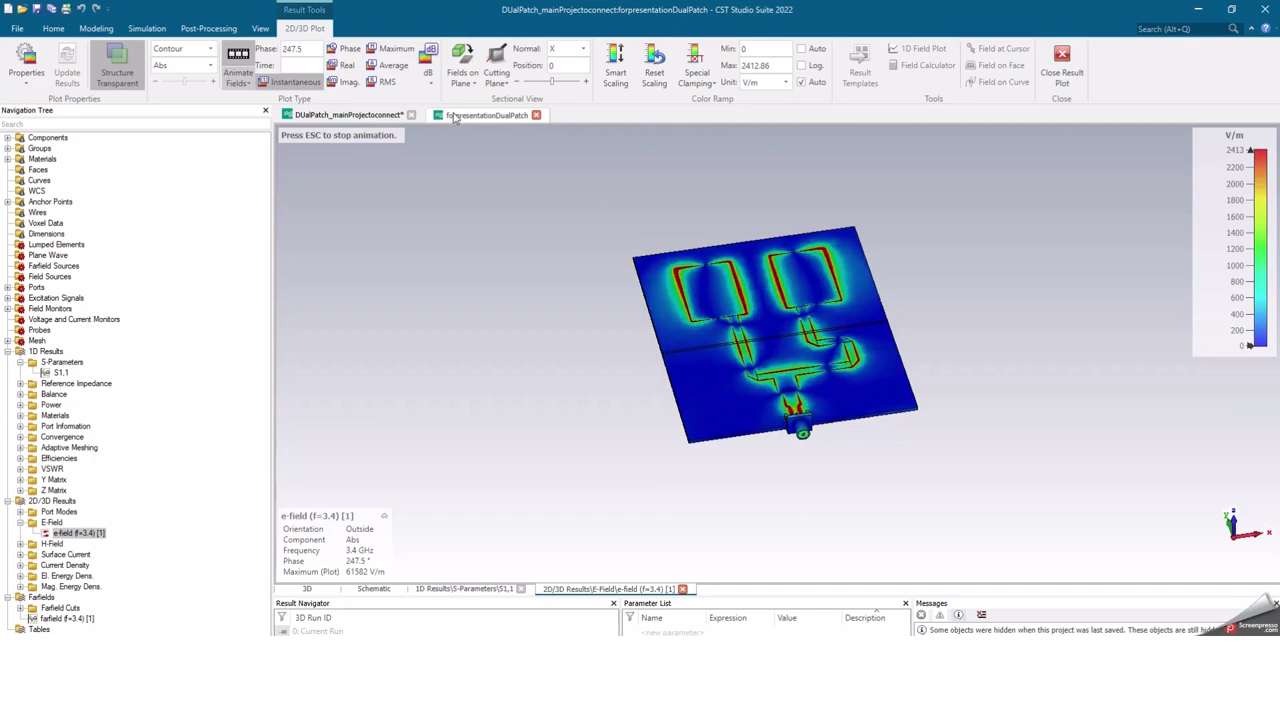 Result Tools
DUalPatch_mainProjectoconnect:forpresentationDualPatch - CST Studio Suite 2022
File Home Modeling Simulation Post-Processing View 2D/3D Plot
Search (Alt+Q)
Properties
Update Results
Structure Transparent
Plot Properties
Contour
Abs
Animate Fields
Phase: 247.5
Time:
Instantaneous
Phase
Real
Imag.
Maximum
Average
RMS
dB
dB
Plot Type
Fields on Plane
Cutting Plane
Normal: X
Position: 0
Sectional View
Smart Scaling
Reset Scaling
Special Clamping
Min: 0
Max: 2412.86
Unit: V/m
Auto
Log.
Auto
Color Ramp
Result Templates
1D Field Plot
Field Calculator
Tools
Field at Cursor
Field on Face
Field on Curve
Close Result Plot
Close
Navigation Tree
DUalPatch_mainProjectoconnect*
forpresentationDualPatch
Search
Press ESC to stop animation.
Components
Groups
Materials
Faces
Curves
WCS
Anchor Points
Wires
Voxel Data
Dimensions
Lumped Elements
Plane Wave
Farfield Sources
Field Sources
Ports
Excitation Signals
Field Monitors
Voltage and Current Monitors
Probes
Mesh
1D Results
S-Parameters
S1,1
Reference Impedance
Balance
Power
Materials
Port Information
Convergence
Adaptive Meshing
Efficiencies
VSWR
Y Matrix
Z Matrix
2D/3D Results
Port Modes
E-Field
e-field (f=3.4) [1]
H-Field
Surface Current
Current Density
El. Energy Dens.
Mag. Energy Dens.
Farfields
Farfield Cuts
farfield (f=3.4) [1]
Tables
V/m
2413
2200
2000
1800
1600
1400
1200
1000
800
600
400
200
0
e-field (f=3.4) [1]
Orientation Outside
Component Abs
Frequency 3.4 GHz
Phase 247.5 °
Maximum (Plot) 61582 V/m
y
z
x
3D
Schematic
1D Results\S-Parameters\S1,1
2D/3D Results\E-Field\e-field (f=3.4) [1]
Result Navigator
3D Run ID
0: Current Run
Parameter List
Name Expression Value Description
<new parameter>
Messages
Some objects were hidden when this project was last saved. These objects are still
Screenpresso
.com